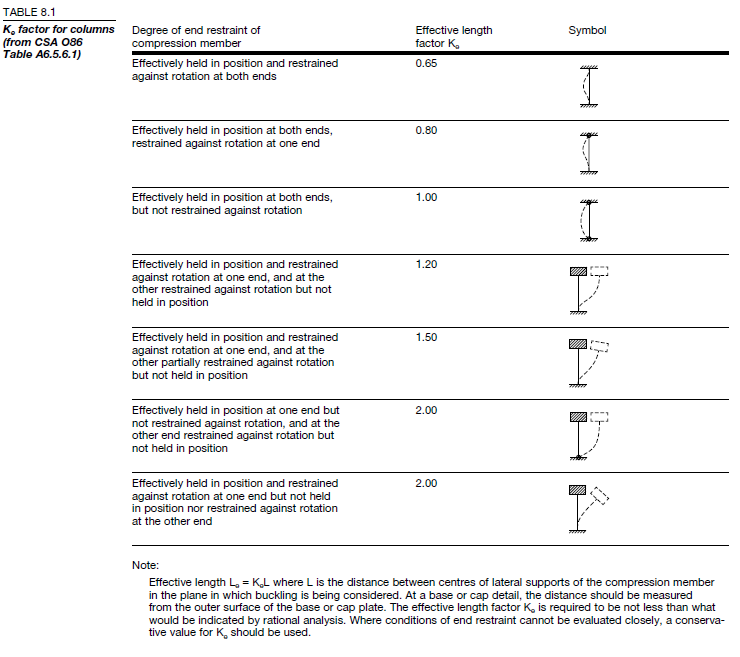 TABLE 8.1
Kₑ factor for columns
(from CSA O86
Table A6.5.6.1)
Degree of end restraint of
compression member
Effective length
factor Kₑ
Symbol
Effectively held in position and restrained
against rotation at both ends
0.65
Effectively held in position at both ends,
restrained against rotation at one end
0.80
Effectively held in position at both ends,
but not restrained against rotation
1.00
Effectively held in position and restrained
against rotation at one end, and at the
other restrained against rotation but not
held in position
1.20
Effectively held in position and restrained
against rotation at one end, and at the
other partially restrained against rotation
but not held in position
1.50
Effectively held in position at one end but
not restrained against rotation, and at the
other end restrained against rotation but
not held in position
2.00
Effectively held in position and restrained
against rotation at one end but not held
in position nor restrained against rotation
at the other end
2.00
Note:
Effective length Lₑ = KₑL where L is the distance between centres of lateral supports of the compression member
in the plane in which buckling is being considered. At a base or cap detail, the distance should be measured
from the outer surface of the base or cap plate. The effective length factor Kₑ is required to be not less than what
would be indicated by rational analysis. Where conditions of end restraint cannot be evaluated closely, a conserva-
tive value for Kₑ should be used.